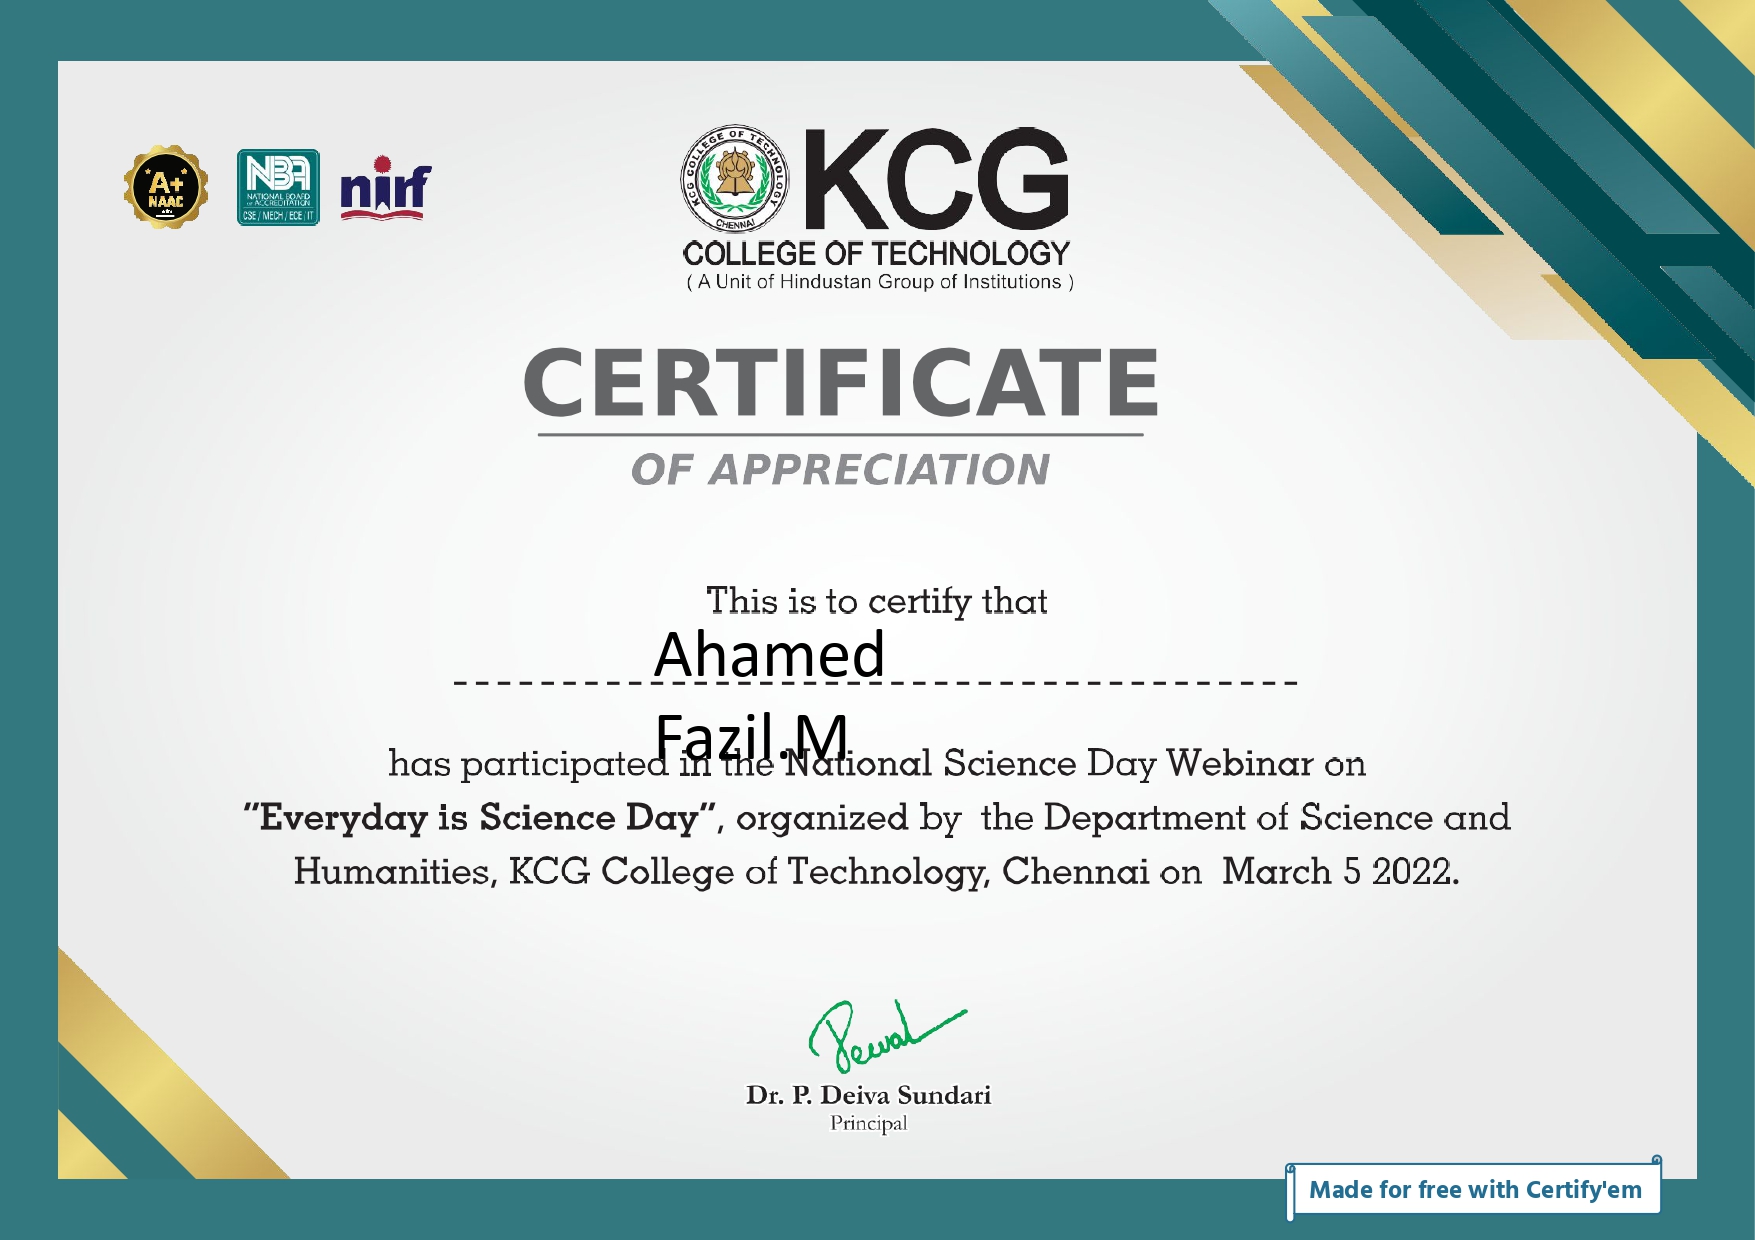 A+
NAAC
NBA
NATIONAL BOARD
of ACCREDITATION
CSE / MECH / ECE / IT
nirf
KCG COLLEGE OF TECHNOLOGY
CHENNAI
KCG
COLLEGE OF TECHNOLOGY
( A Unit of Hindustan Group of Institutions )
CERTIFICATE
OF APPRECIATION
This is to certify that
Ahamed
Fazil.M
has participated in the National Science Day Webinar on
"Everyday is Science Day", organized by the Department of Science and
Humanities, KCG College of Technology, Chennai on March 5 2022.
Dr. P. Deiva Sundari
Principal
Made for free with Certify'em